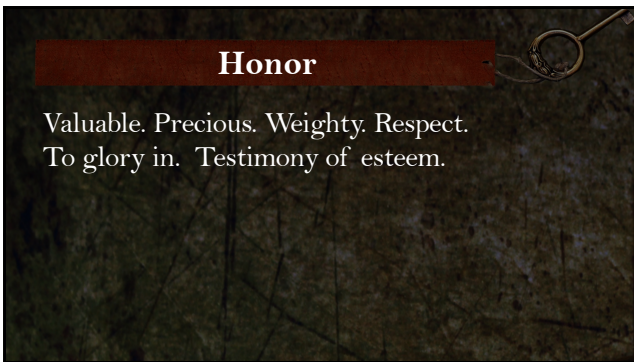 Honor
Valuable. Precious. Weighty. Respect.
To glory in.  Testimony of esteem.